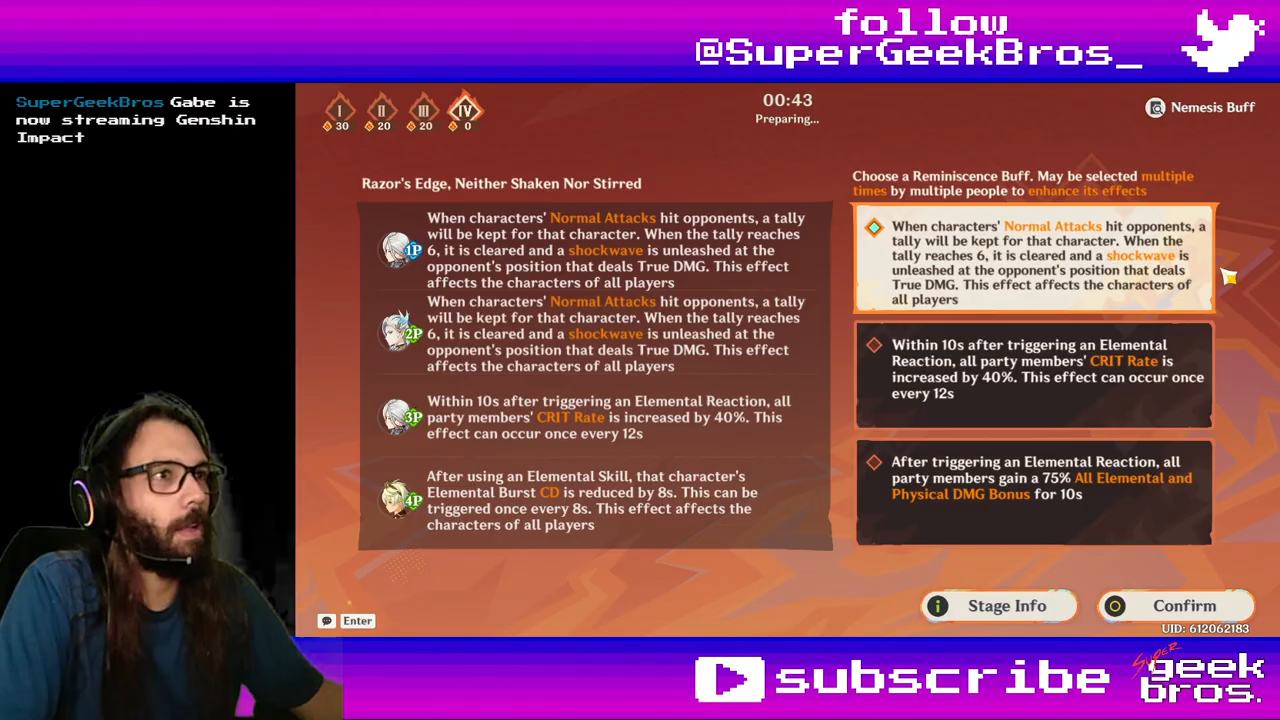 follow
@SuperGeekBros_
SuperGeekBros Gabe is
now streaming Genshin
Impact
I
II
III
IV
30
20
20
0
00:43
Preparing...
Nemesis Buff
Razor's Edge, Neither Shaken Nor Stirred
1P
When characters' Normal Attacks hit opponents, a tally
will be kept for that character. When the tally reaches
6, it is cleared and a shockwave is unleashed at the
opponent's position that deals True DMG. This effect
affects the characters of all players
2P
When characters' Normal Attacks hit opponents, a tally
will be kept for that character. When the tally reaches
6, it is cleared and a shockwave is unleashed at the
opponent's position that deals True DMG. This effect
affects the characters of all players
3P
Within 10s after triggering an Elemental Reaction, all
party members' CRIT Rate is increased by 40%. This
effect can occur once every 12s
4P
After using an Elemental Skill, that character's
Elemental Burst CD is reduced by 8s. This can be
triggered once every 8s. This effect affects the
characters of all players
Choose a Reminiscence Buff. May be selected multiple
times by multiple people to enhance its effects
When characters' Normal Attacks hit opponents, a
tally will be kept for that character. When the
tally reaches 6, it is cleared and a shockwave is
unleashed at the opponent's position that deals
True DMG. This effect affects the characters of
all players
Within 10s after triggering an Elemental
Reaction, all party members' CRIT Rate is
increased by 40%. This effect can occur once
every 12s
After triggering an Elemental Reaction, all
party members gain a 75% All Elemental and
Physical DMG Bonus for 10s
Enter
Stage Info
Confirm
UID: 612062183
subscribe
SUPER
geek
bros.